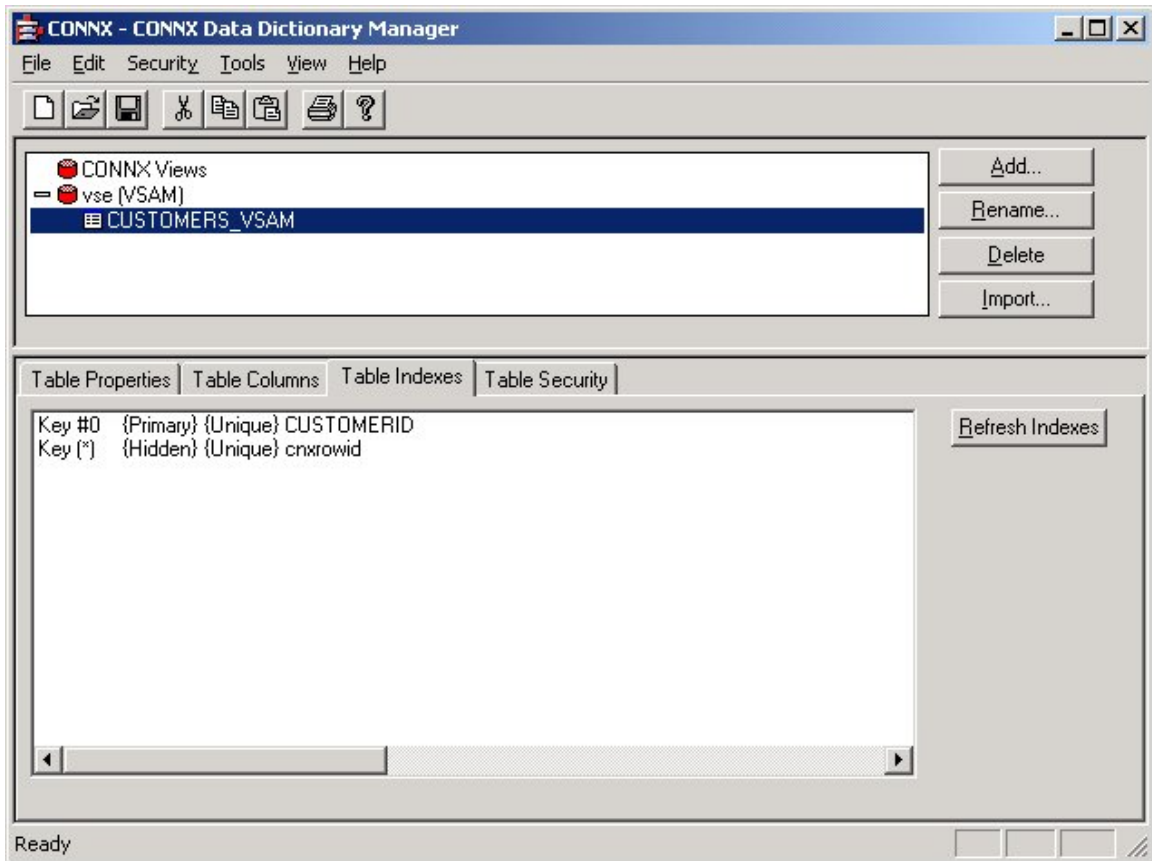 CONNX - CONNX Data Dictionary Manager
File Edit Security Tools View Help
CONNX Views
vse (VSAM)
CUSTOMERS_VSAM
Add...
Rename...
Delete
Import...
Table Properties Table Columns Table Indexes Table Security
Key #0 {Primary} {Unique} CUSTOMERID
Key (*) {Hidden} {Unique} cnxrowid
Refresh Indexes
Ready